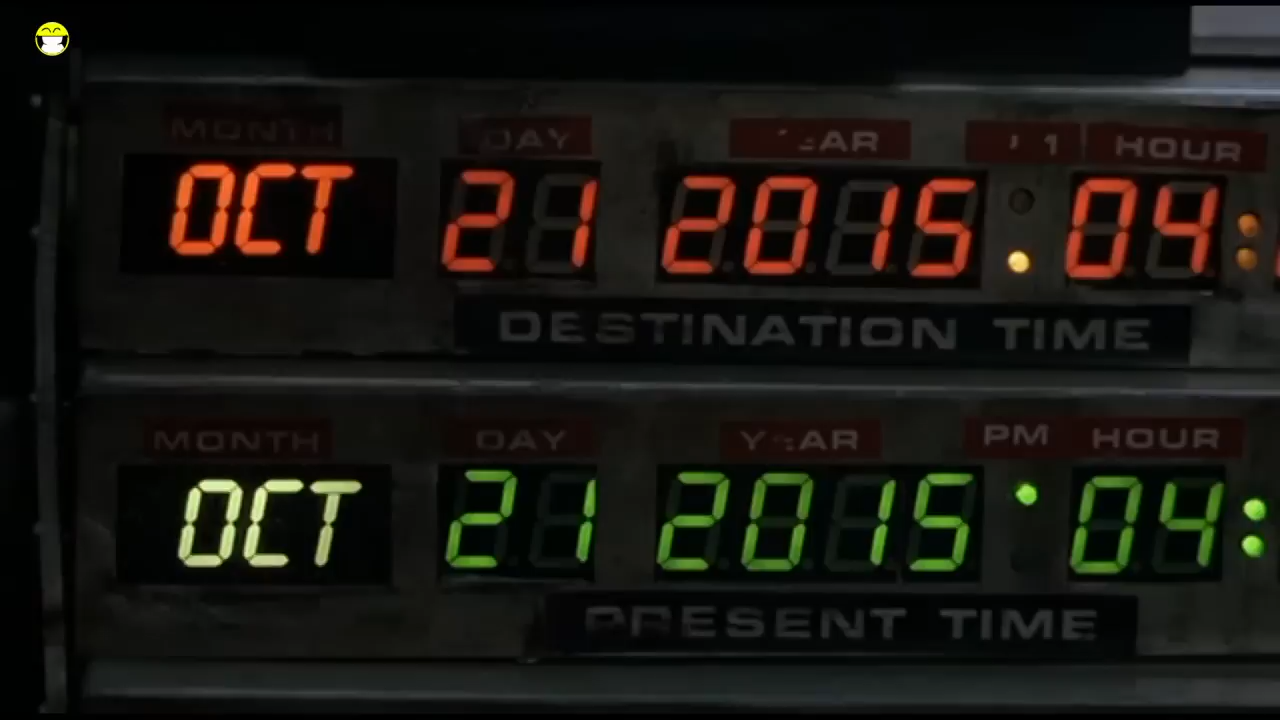 MONTH DAY HOUR
OCT 21 2015 04
DESTINATION TIME
MONTH DAY YEAR PM HOUR
OCT 21 2015 04:
PRESENT TIME